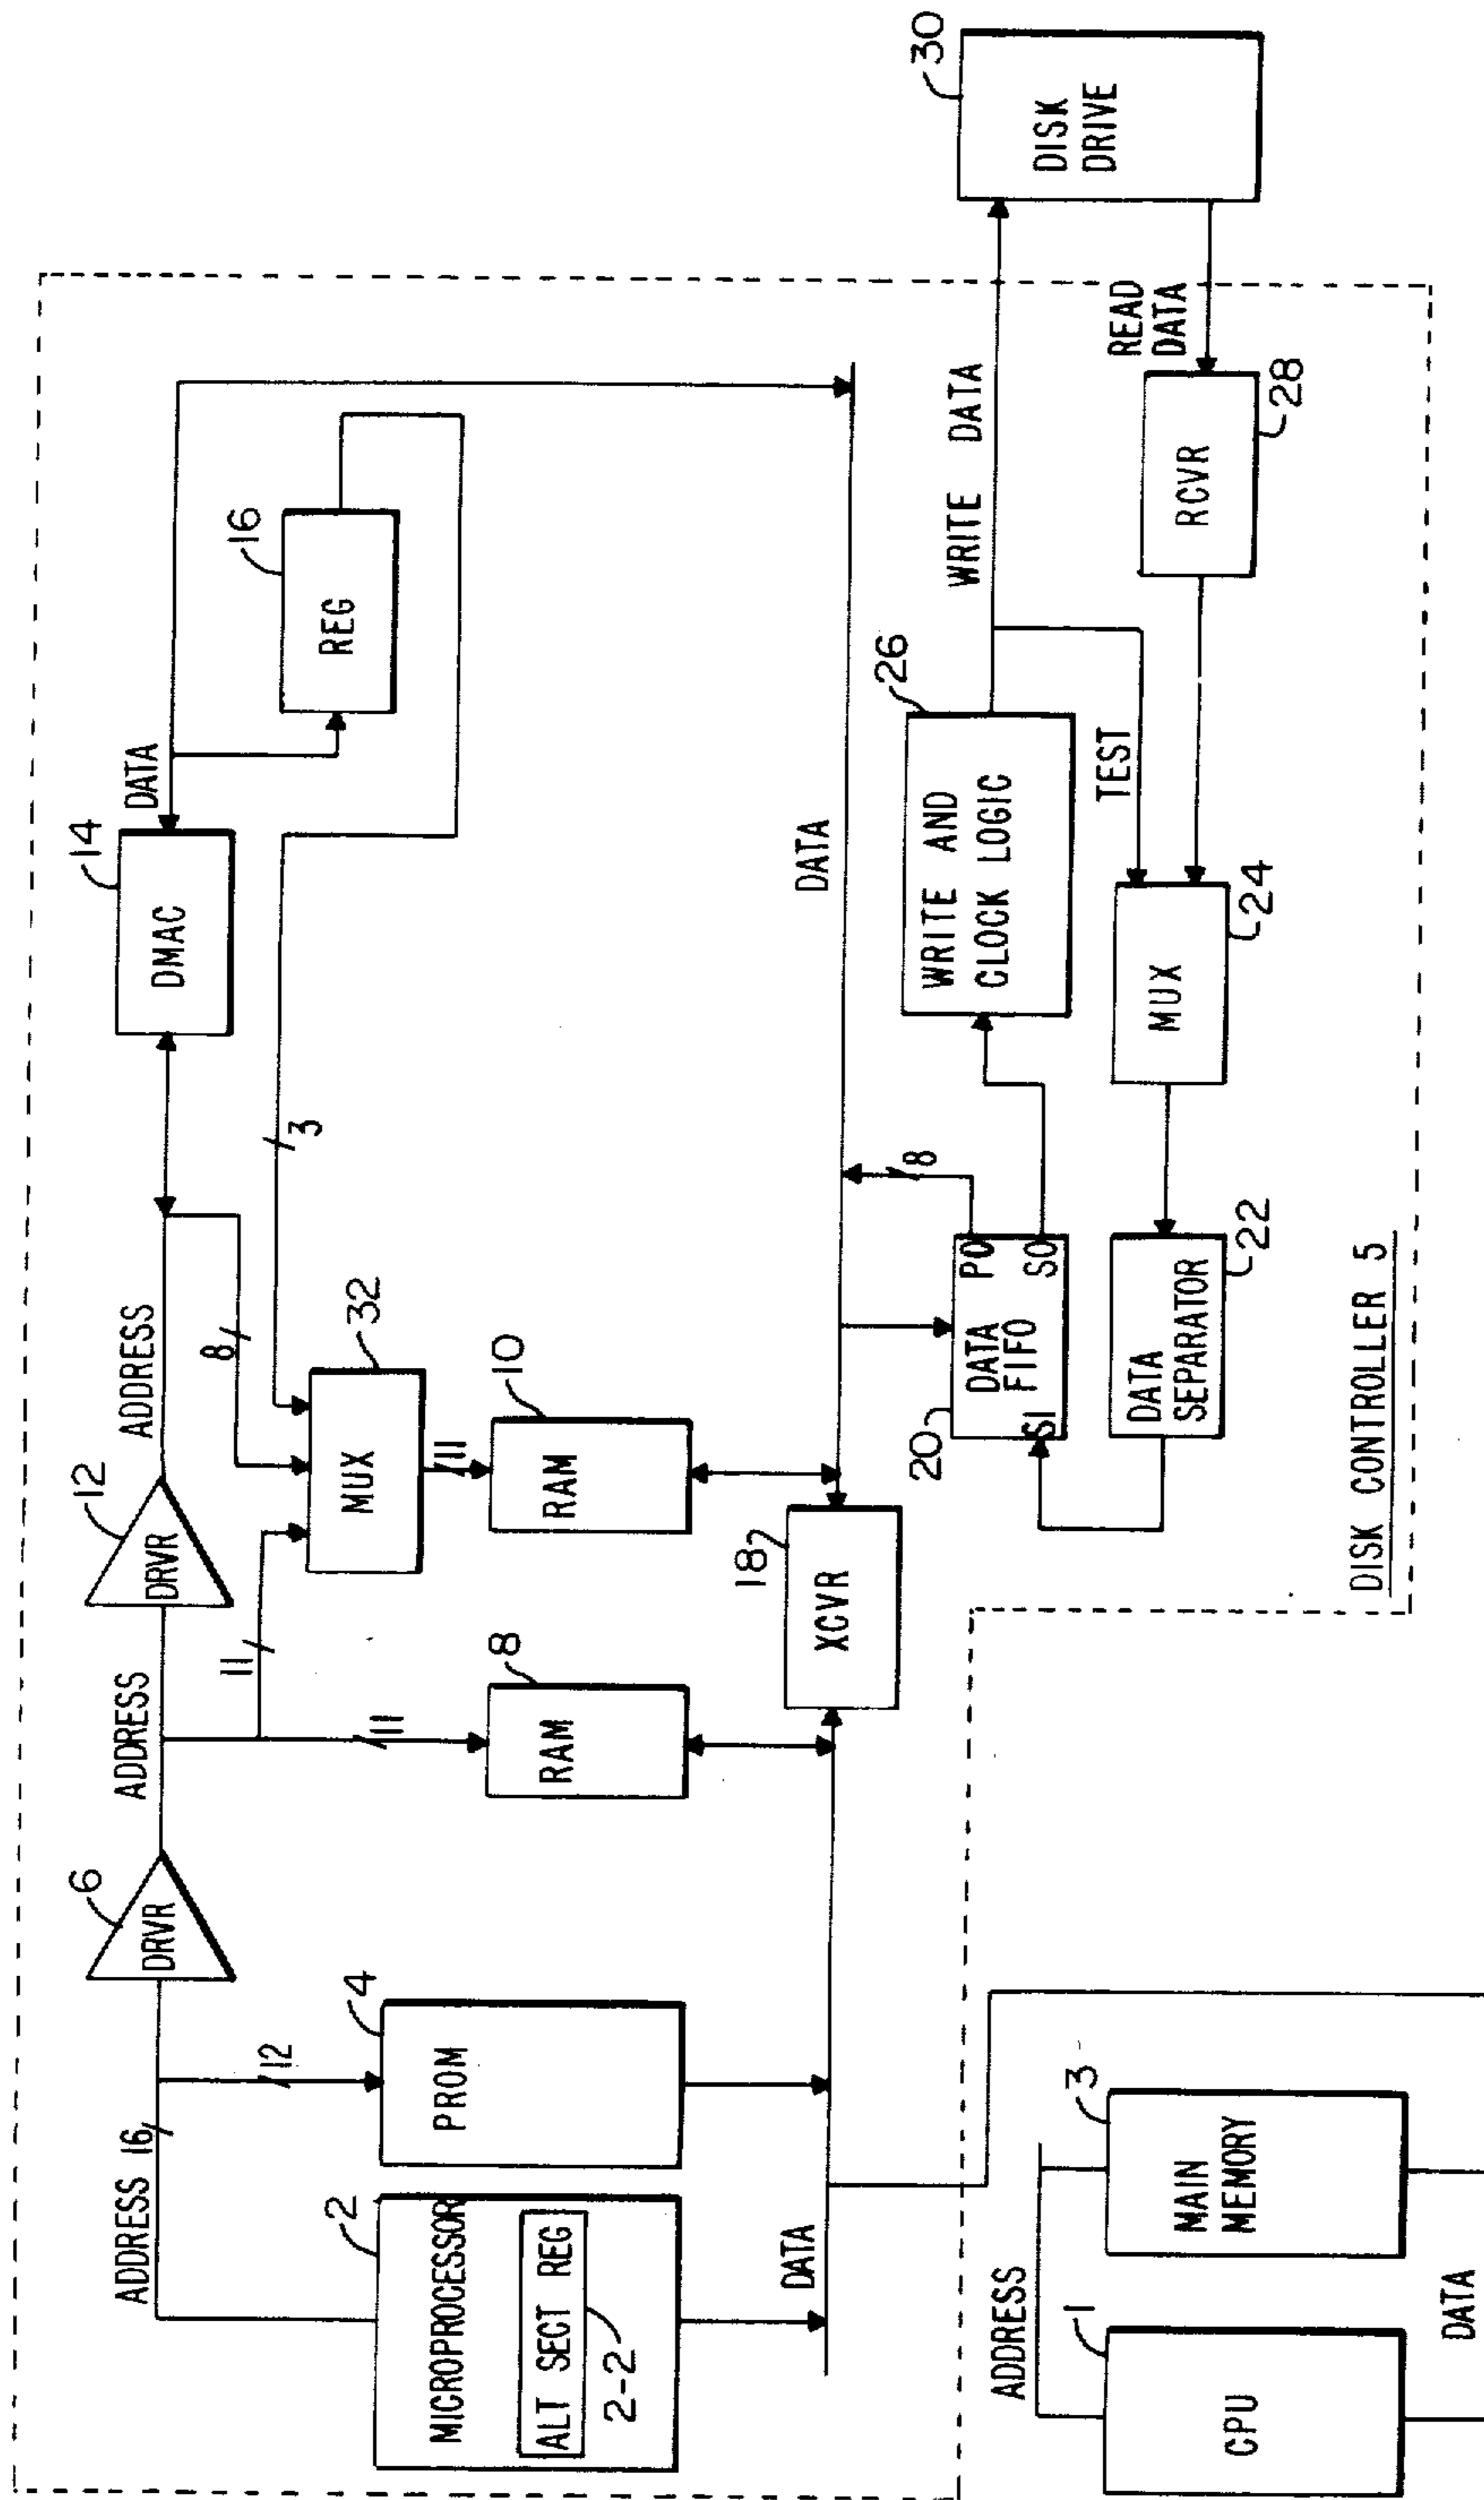 ADDRESS 16
6
DRVR
ADDRESS
12
DRVR
ADDRESS
14
DMAC
DATA
12
11
8
3
16
REG
2
MICROPROCESSOR
ALT SECT REG
2-2
4
PROM
11
8
RAM
32
MUX
11
10
RAM
DATA
18
XCVR
DATA
8
20
DATA
FIFO
PO
SI
SO
26
WRITE AND
CLOCK LOGIC
WRITE DATA
30
DISK
DRIVE
TEST
READ
DATA
DATA
SEPARATOR
22
MUX
24
RCVR
28
DISK CONTROLLER 5
ADDRESS
1
CPU
3
MAIN
MEMORY
DATA